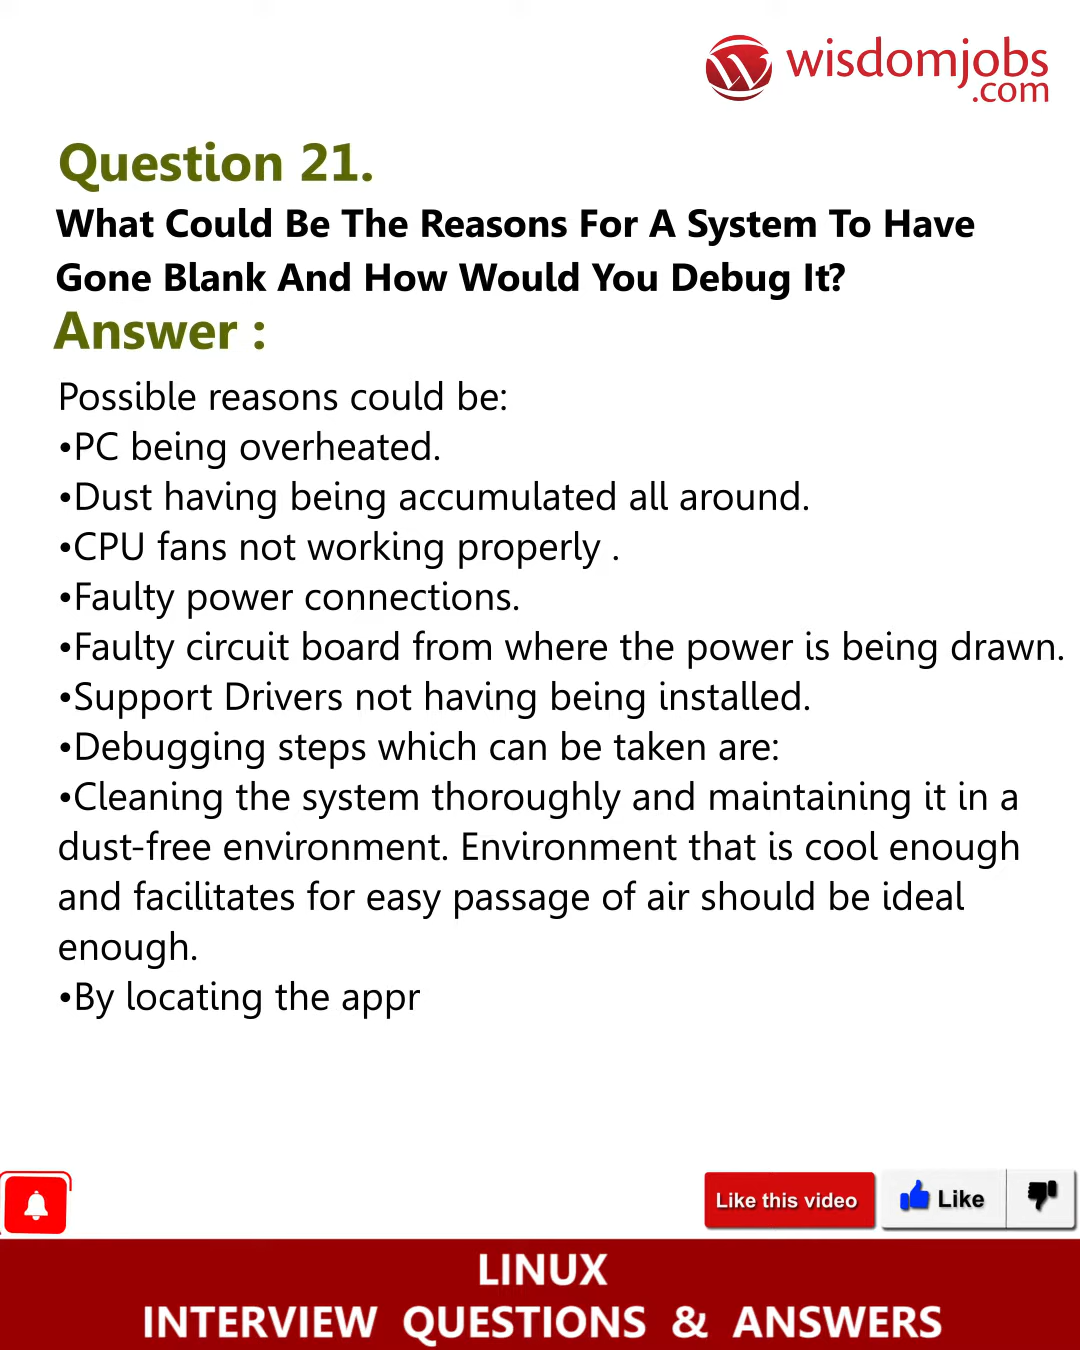 wisdomjobs
.com
Question 21.
What Could Be The Reasons For A System To Have
Gone Blank And How Would You Debug It?
Answer :
Possible reasons could be:
•PC being overheated.
•Dust having being accumulated all around.
•CPU fans not working properly .
•Faulty power connections.
•Faulty circuit board from where the power is being drawn.
•Support Drivers not having being installed.
•Debugging steps which can be taken are:
•Cleaning the system thoroughly and maintaining it in a
dust-free environment. Environment that is cool enough
and facilitates for easy passage of air should be ideal
enough.
•By locating the appr
Like this video
Like
LINUX
INTERVIEW QUESTIONS & ANSWERS